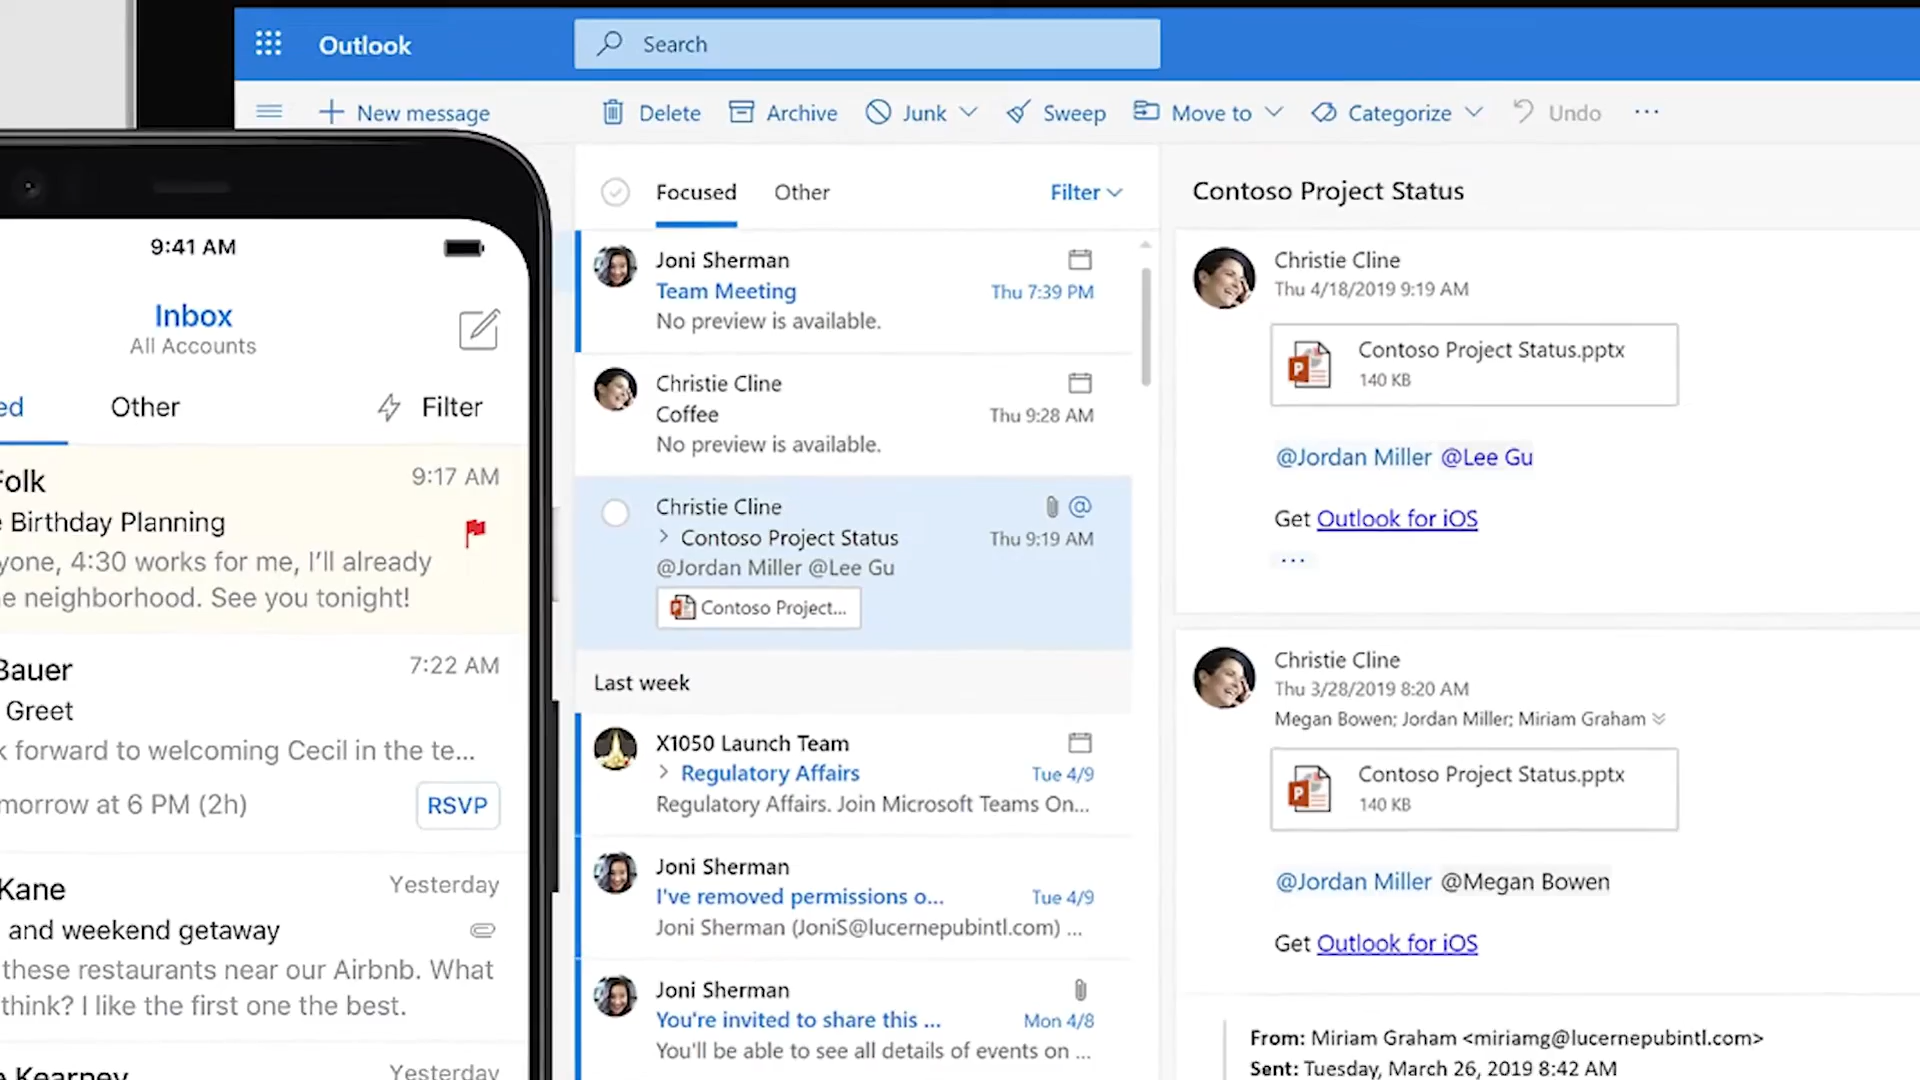 Outlook
Search
New message
Delete
Archive
Junk
Sweep
Move to
Categorize
Undo
9:41 AM
Inbox
All Accounts
ed
Other
Filter
Folk
9:17 AM
e Birthday Planning
yone, 4:30 works for me, I'll already
e neighborhood. See you tonight!
Bauer
7:22 AM
Greet
k forward to welcoming Cecil in the te...
morrow at 6 PM (2h)
RSVP
Kane
Yesterday
and weekend getaway
these restaurants near our Airbnb. What
think? I like the first one the best.
e Kearney
Yesterday
Focused
Other
Filter
Joni Sherman
Team Meeting
Thu 7:39 PM
No preview is available.
Christie Cline
Coffee
Thu 9:28 AM
No preview is available.
Christie Cline
@
> Contoso Project Status
Thu 9:19 AM
@Jordan Miller @Lee Gu
Contoso Project...
Last week
X1050 Launch Team
> Regulatory Affairs
Tue 4/9
Regulatory Affairs. Join Microsoft Teams On...
Joni Sherman
I've removed permissions o...
Tue 4/9
Joni Sherman (JoniS@lucernepubintl.com) ...
Joni Sherman
You're invited to share this ...
Mon 4/8
You'll be able to see all details of events on ...
Contoso Project Status
Christie Cline
Thu 4/18/2019 9:19 AM
Contoso Project Status.pptx
140 KB
@Jordan Miller @Lee Gu
Get Outlook for iOS
...
Christie Cline
Thu 3/28/2019 8:20 AM
Megan Bowen; Jordan Miller; Miriam Graham
Contoso Project Status.pptx
140 KB
@Jordan Miller @Megan Bowen
Get Outlook for iOS
From: Miriam Graham <miriamg@lucernepubintl.com>
Sent: Tuesday, March 26, 2019 8:42 AM